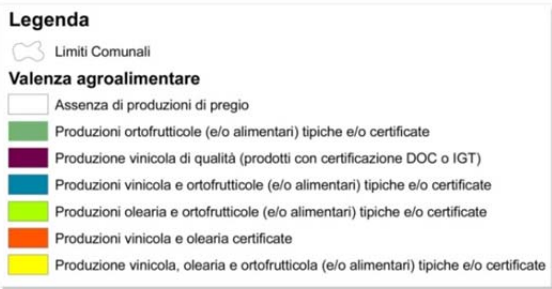 Legenda
Limiti Comunali
Valenza agroalimentare
Assenza di produzioni di pregio
Produzioni ortofrutticole (e/o alimentari) tipiche e/o certificate
Produzione vinicola di qualità (prodotti con certificazione DOC o IGT)
Produzioni vinicola e ortofrutticole (e/o alimentari) tipiche e/o certificate
Produzioni olearia e ortofrutticole (e/o alimentari) tipiche e/o certificate
Produzioni vinicola e olearia certificate
Produzione vinicola, olearia e ortofrutticola (e/o alimentari) tipiche e/o certificate